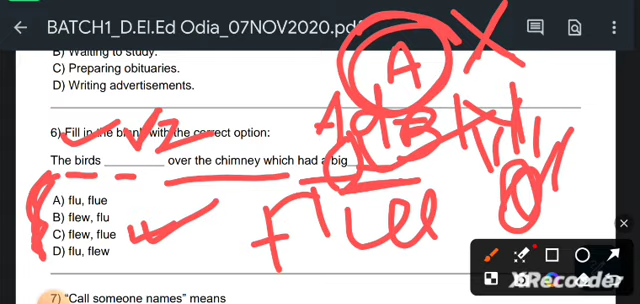 BATCH1_D.El.Ed Odia_07NOV2020.pdf
B) Waiting to study.
C) Preparing obituaries.
D) Writing advertisements.
A
6) Fill in the blank with the correct option:
The birds __________ over the chimney which had a big
A) flu, flue
B) flew, flu
C) flew, flue
D) flu, flew
XRecorder
7) "Call someone names" means